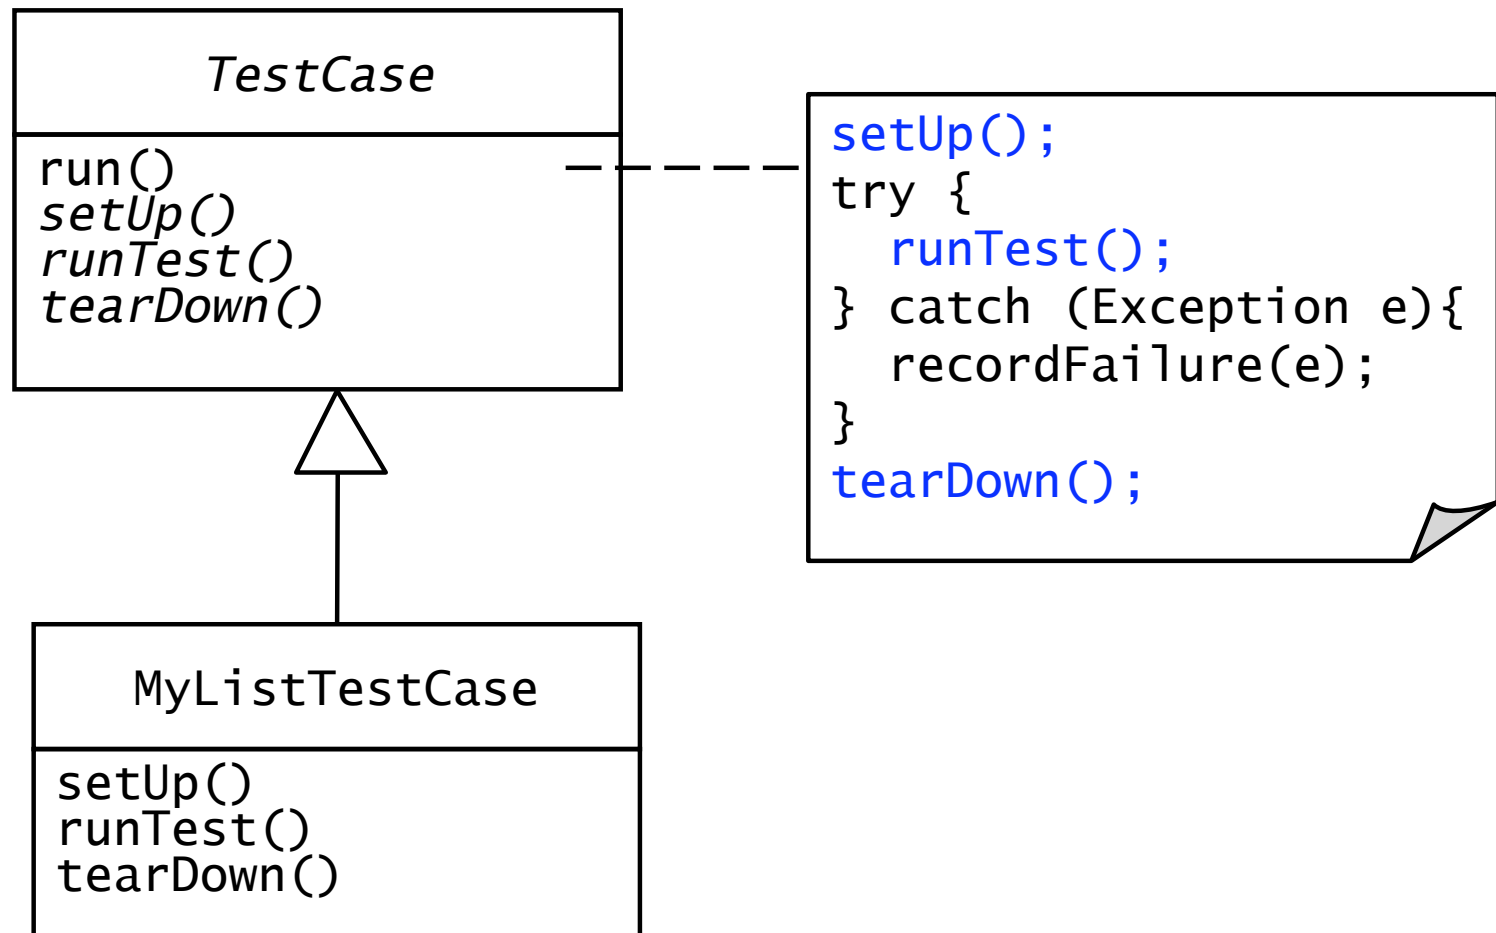 TestCase
run()
setUp()
runTest()
tearDown()
setUp();
try {
  runTest();
} catch (Exception e){
  recordFailure(e);
}
tearDown();
MyListTestCase
setUp()
runTest()
tearDown()